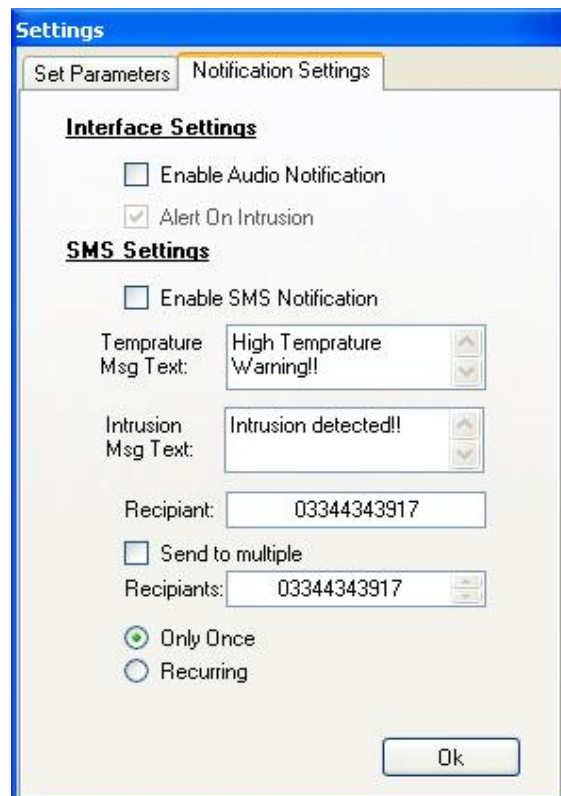 Settings
Set Parameters
Notification Settings
Interface Settings
Enable Audio Notification
Alert On Intrusion
SMS Settings
Enable SMS Notification
Temprature
Msg Text:
High Temprature
Warning!!
Intrusion
Msg Text:
Intrusion detected!!
Recipiant:
03344343917
Send to multiple
Recipiants:
03344343917
Only Once
Recurring
Ok